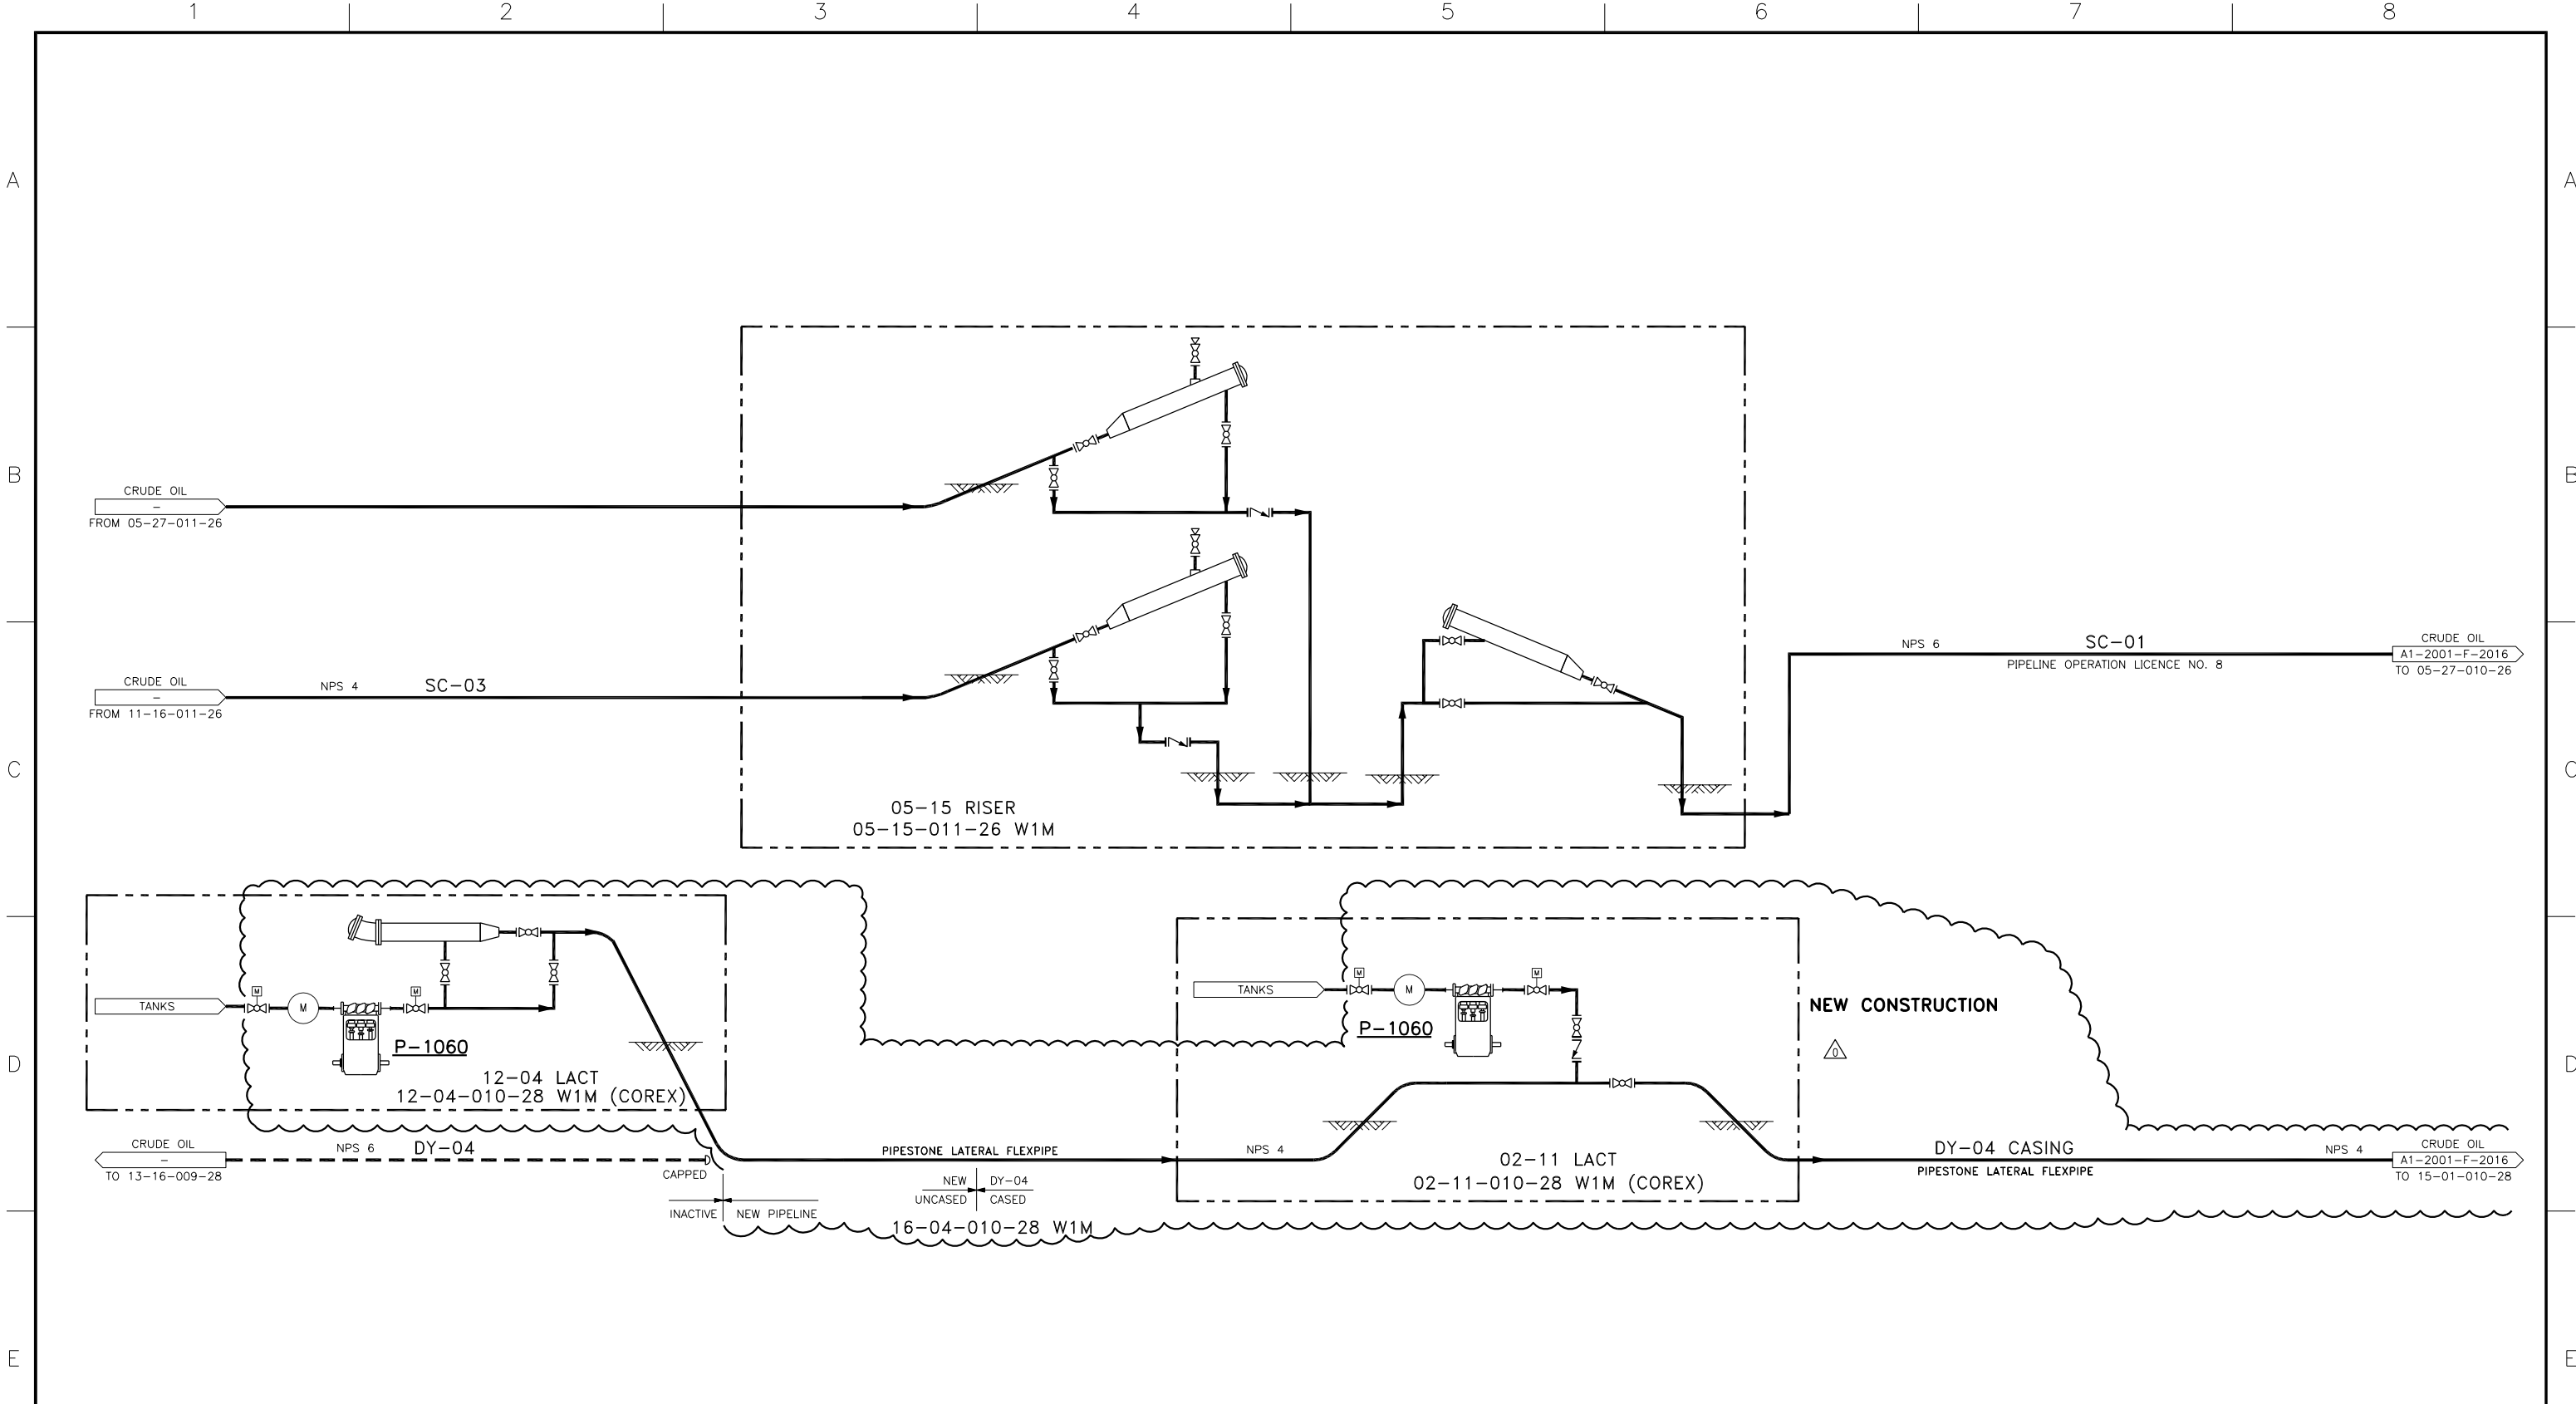 1 2 3 4 5 6 7 8
A A
B B
CRUDE OIL
-
FROM 05-27-011-26
CRUDE OIL
-
FROM 11-16-011-26
NPS 4 SC-03
NPS 6 SC-01
PIPELINE OPERATION LICENCE NO. 8
CRUDE OIL
A1-2001-F-2016
TO 05-27-010-26
C C
05-15 RISER
05-15-011-26 W1M
TANKS
M
M
M
P-1060
12-04 LACT
12-04-010-28 W1M (COREX)
TANKS
M
M
M
P-1060
NEW CONSTRUCTION
0
D D
CRUDE OIL
-
TO 13-16-009-28
NPS 6 DY-04
CAPPED
INACTIVE NEW PIPELINE
PIPESTONE LATERAL FLEXPIPE
NEW DY-04
UNCASED CASED
16-04-010-28 W1M
NPS 4
02-11 LACT
02-11-010-28 W1M (COREX)
DY-04 CASING
PIPESTONE LATERAL FLEXPIPE
NPS 4
CRUDE OIL
A1-2001-F-2016
TO 15-01-010-28
E E